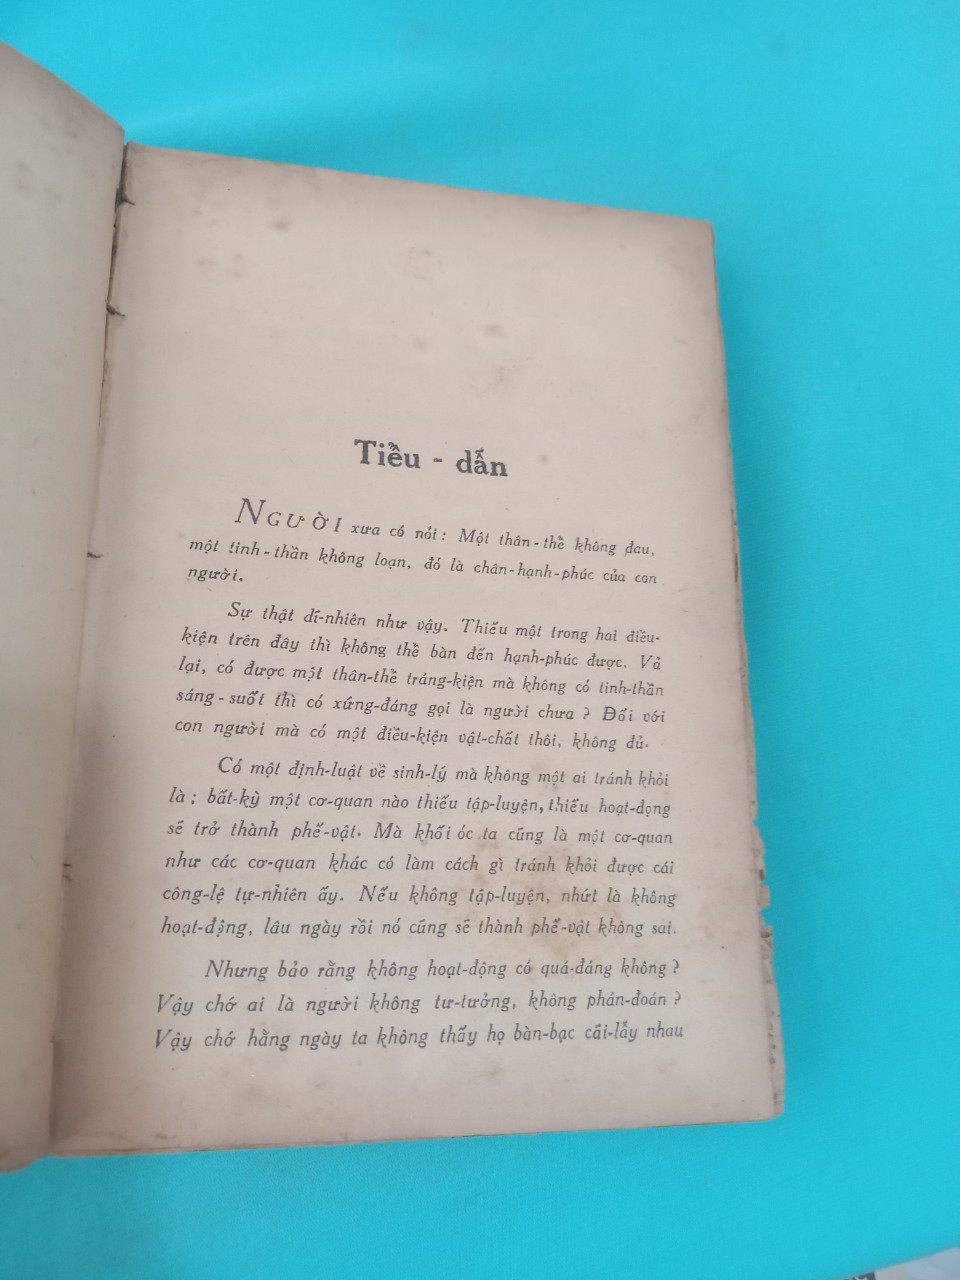 Tiểu - dẫn
NGƯỜI xưa có nói : Một thân-thể không đau,
một tinh-thần không loạn, đó là chân-hạnh-phúc của con
người.
Sự thật dĩ-nhiên như vậy. Thiếu một trong hai điều-
kiện trên đây thì không thể bàn đến hạnh-phúc được. Vả
lại, có được một thân-thể tráng-kiện mà không có tinh-thần
sáng-suốt thì có xứng-đáng gọi là người chưa ? Đối với
con người mà có một điều-kiện vật-chất thôi, không đủ.
Có một định-luật về sinh-lý mà không một ai tránh khỏi
là ; bất-kỳ một cơ-quan nào thiếu tập-luyện, thiếu hoạt-động
sẽ trở thành phế-vật. Mà khối óc ta cũng là một cơ-quan
như các cơ-quan khác có làm cách gì tránh khỏi được cái
công-lệ tự-nhiên ấy. Nếu không tập-luyện, nhứt là không
hoạt-động, lâu ngày rồi nó cũng sẽ thành phế-vật không sai.
Nhưng bảo rằng không hoạt-động có quá-đáng không ?
Vậy chớ ai là người không tư-tưởng, không phán-đoán ?
Vậy chớ hằng ngày ta không thấy họ bàn-bạc cãi-lẫy nhau